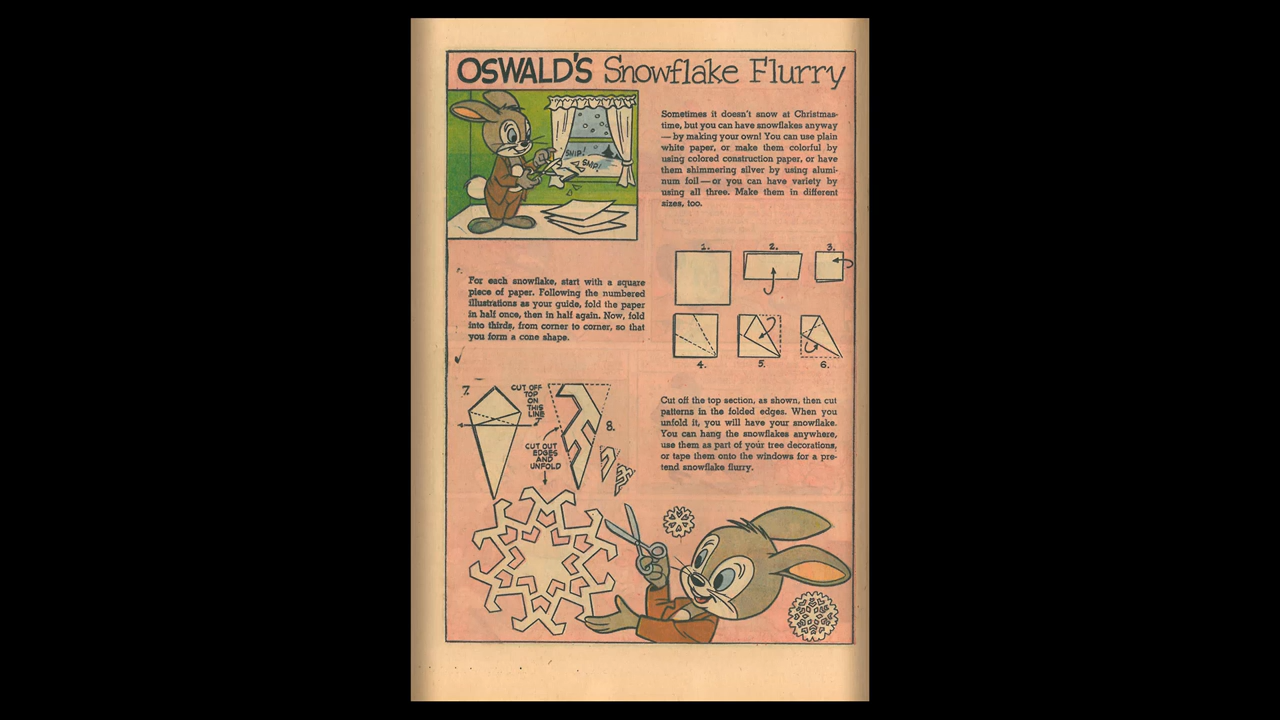 OSWALD'S Snowflake Flurry
SNIP!
SNIP!
Sometimes it doesn't snow at Christmas-
time, but you can have snowflakes anyway
— by making your own! You can use plain
white paper, or make them colorful by
using colored construction paper, or have
them shimmering silver by using alumi-
num foil — or you can have variety by
using all three. Make them in different
sizes, too.
1.
2.
3.
4.
5.
6.
For each snowflake, start with a square
piece of paper. Following the numbered
illustrations as your guide, fold the paper
in half once, then in half again. Now, fold
into thirds, from corner to corner, so that
you form a cone shape.
7.
CUT OFF
TOP
ON
THIS
LINE
8.
CUT OUT
EDGES
AND
UNFOLD
Cut off the top section, as shown, then cut
patterns in the folded edges. When you
unfold it, you will have your snowflake.
You can hang the snowflakes anywhere,
use them as part of your tree decorations,
or tape them onto the windows for a pre-
tend snowflake flurry.